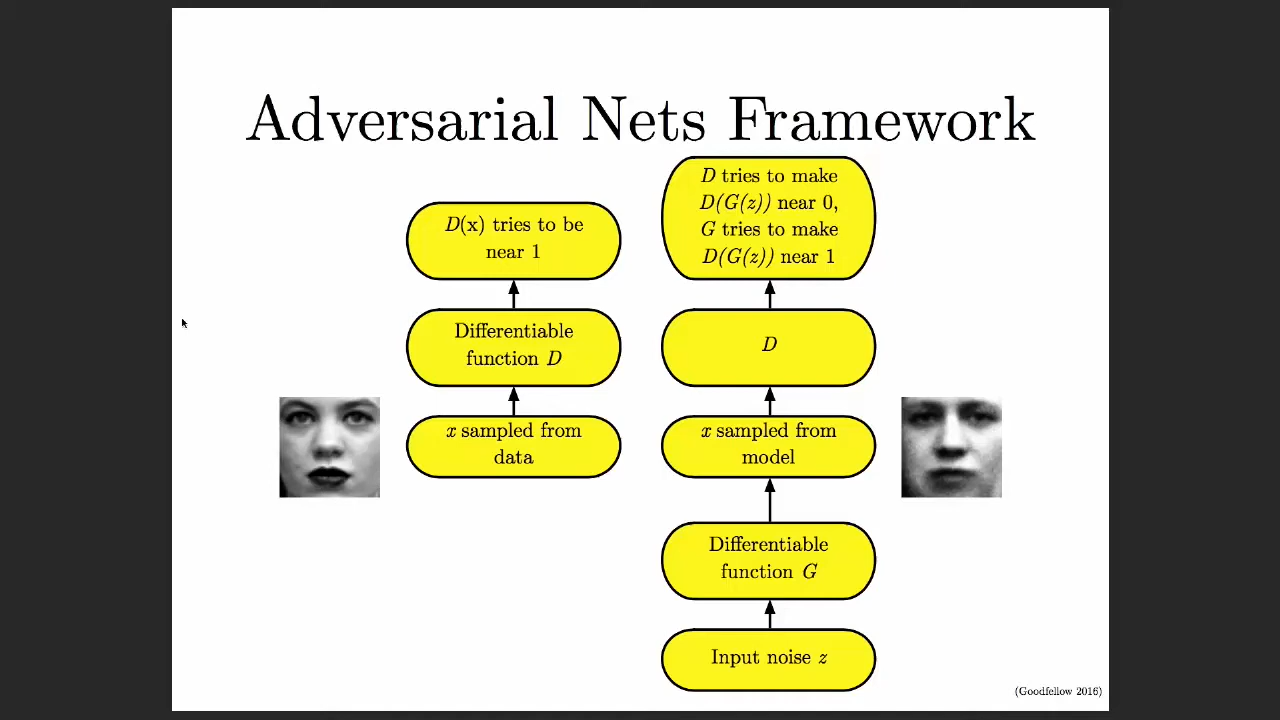 Adversarial Nets Framework
D(x) tries to be
near 1
Differentiable
function D
x sampled from
data
D tries to make
D(G(z)) near 0,
G tries to make
D(G(z)) near 1
D
x sampled from
model
Differentiable
function G
Input noise z
(Goodfellow 2016)